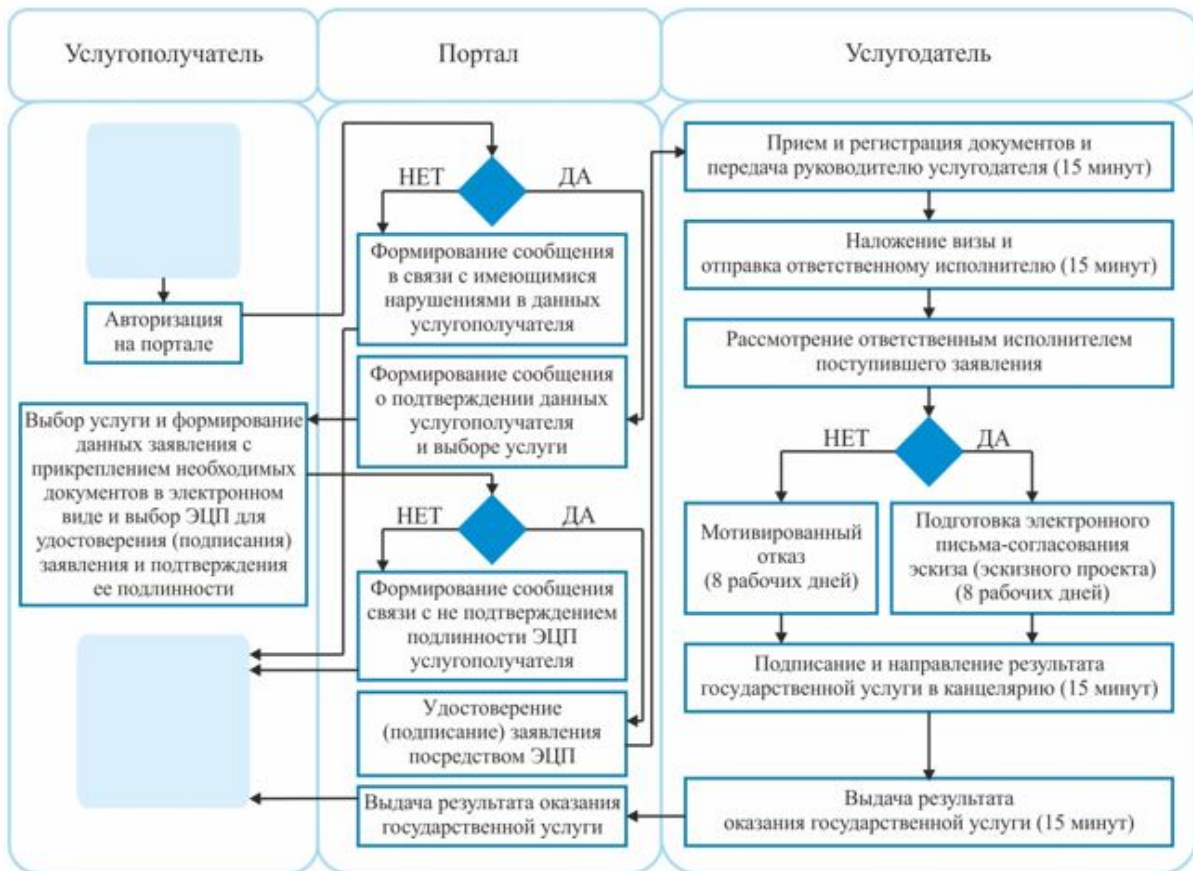 Услугополучатель
Портал
Услугодатель
Авторизация
на портале
Выбор услуги и формирование
данных заявления с
прикреплением необходимых
документов в электронном
виде и выбор ЭЦП для
удостоверения (подписания)
заявления и подтверждения
ее подлинности
НЕТ
ДА
Формирование сообщения
в связи с имеющимися
нарушениями в данных
услугополучателя
Формирование сообщения
о подтверждении данных
услугополучателя
и выборе услуги
НЕТ
ДА
Формирование сообщения
связи с не подтверждением
подлинности ЭЦП
услугополучателя
Удостоверение
(подписание) заявления
посредством ЭЦП
Выдача результата оказания
государственной услуги
Прием и регистрация документов и
передача руководителю услугодателя (15 минут)
Наложение визы и
отправка ответственному исполнителю (15 минут)
Рассмотрение ответственным исполнителем
поступившего заявления
НЕТ
ДА
Мотивированный
отказ
(8 рабочих дней)
Подготовка электронного
письма-согласования
эскиза (эскизного проекта)
(8 рабочих дней)
Подписание и направление результата
государственной услуги в канцелярию (15 минут)
Выдача результата
оказания государственной услуги (15 минут)